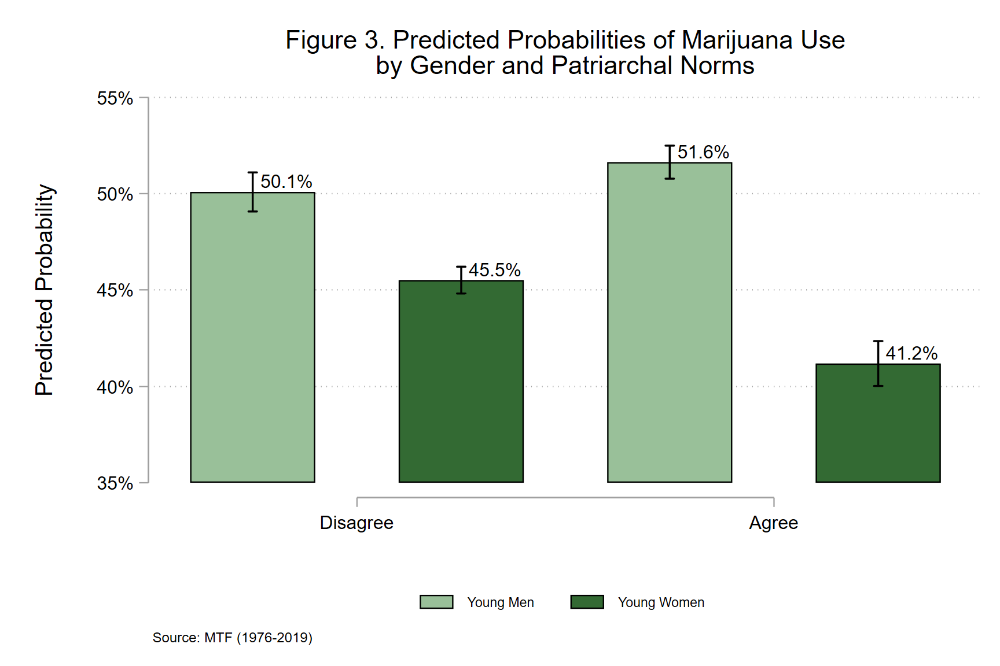 Figure 3. Predicted Probabilities of Marijuana Use
by Gender and Patriarchal Norms
Predicted Probability
55%
50%
45%
40%
35%
50.1%
45.5%
51.6%
41.2%
Disagree
Agree
Young Men
Young Women
Source: MTF (1976-2019)